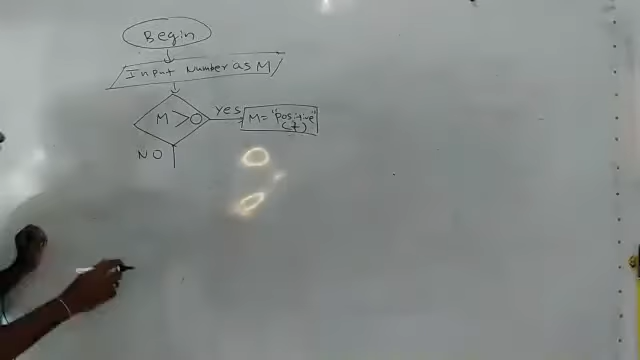 Begin
Input Number as M
M>0
yes
M = "positive"
(+)
NO